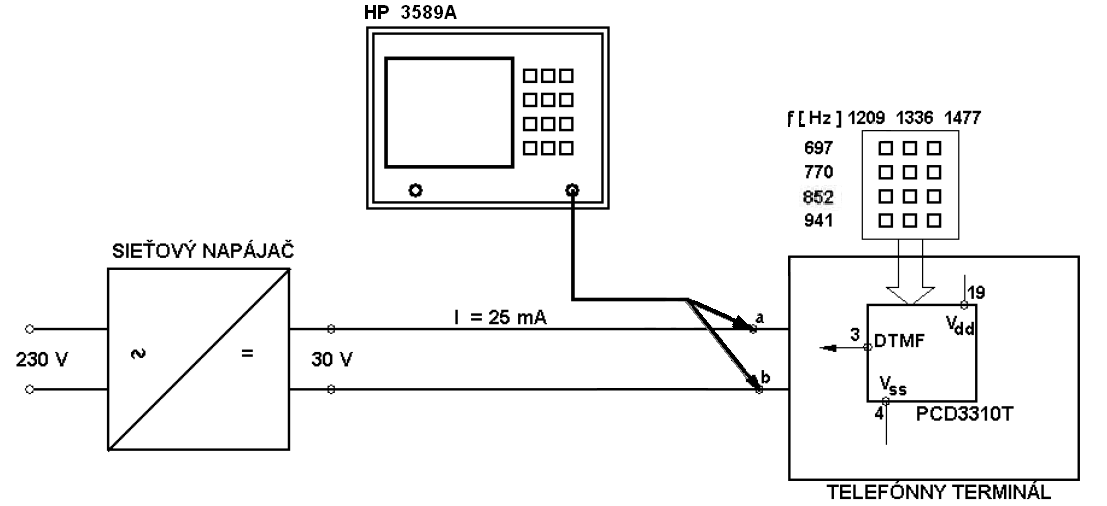 HP 3589A
f [ Hz ] 1209 1336 1477
697
770
852
941
SIEŤOVÝ NAPÁJAČ
230 V
~
=
30 V
I = 25 mA
a
b
19
Vdd
3
DTMF
Vss
4
PCD3310T
TELEFÓNNY TERMINÁL